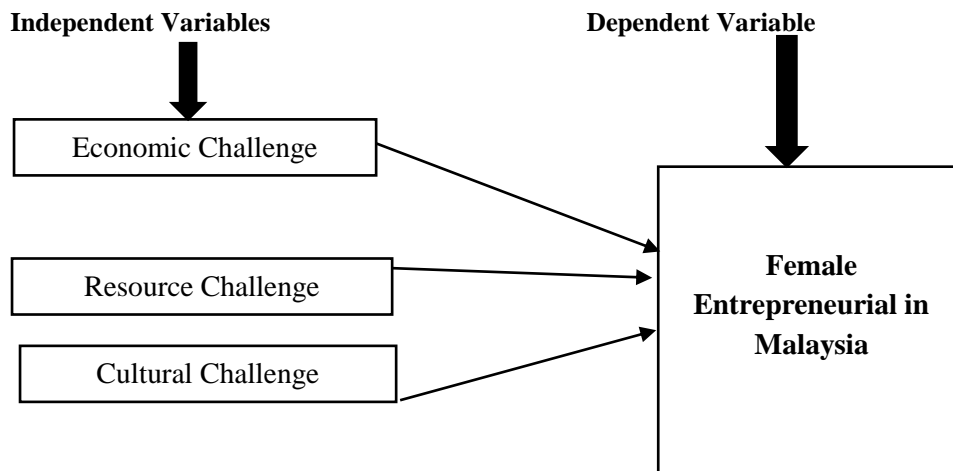 Independent Variables
Dependent Variable
Economic Challenge
Resource Challenge
Cultural Challenge
Female
Entrepreneurial in
Malaysia